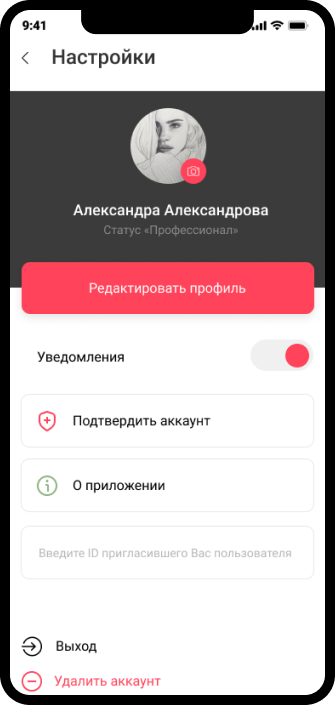 9:41
Настройки
Александра Александрова
Статус «Профессионал»
Редактировать профиль
Уведомления
Подтвердить аккаунт
О приложении
Введите ID пригласившего Вас пользователя
Выход
Удалить аккаунт